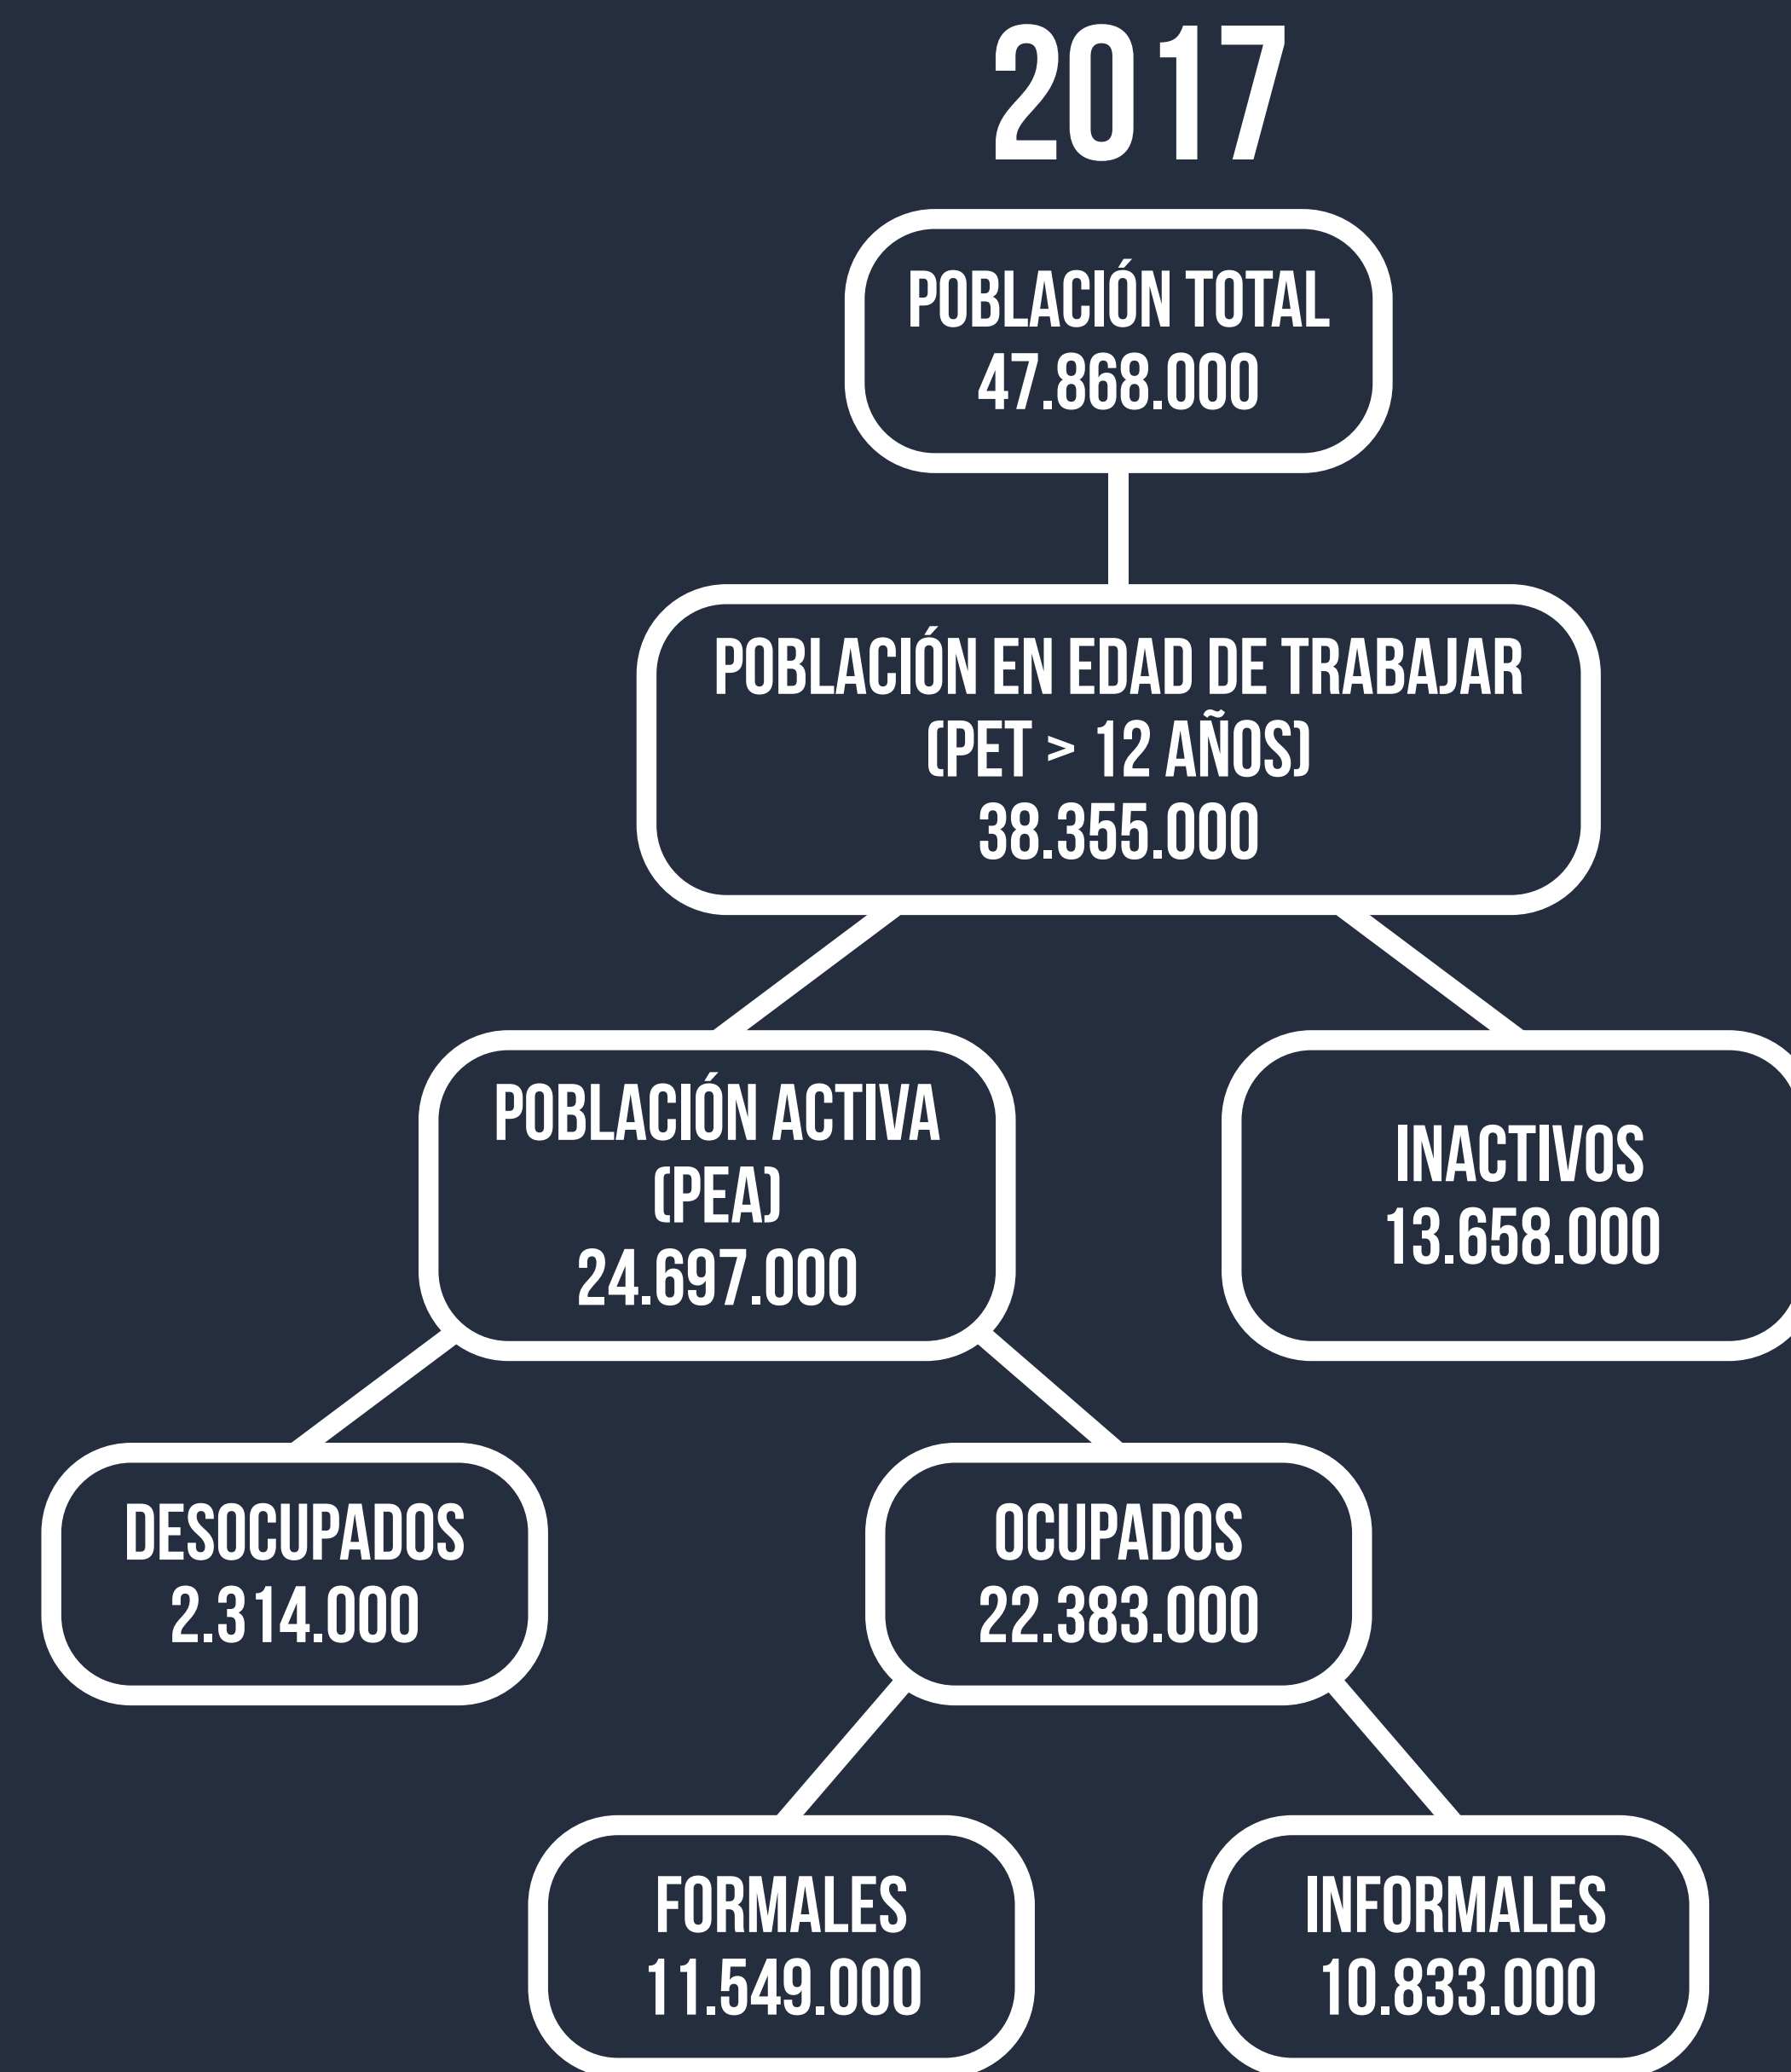 2017
POBLACIÓN TOTAL
47.868.000
POBLACIÓN EN EDAD DE TRABAJAR
(PET > 12 AÑOS)
38.355.000
POBLACIÓN ACTIVA
(PEA)
24.697.000
INACTIVOS
13.658.000
DESOCUPADOS
2.314.000
OCUPADOS
22.383.000
FORMALES
11.549.000
INFORMALES
10.833.000